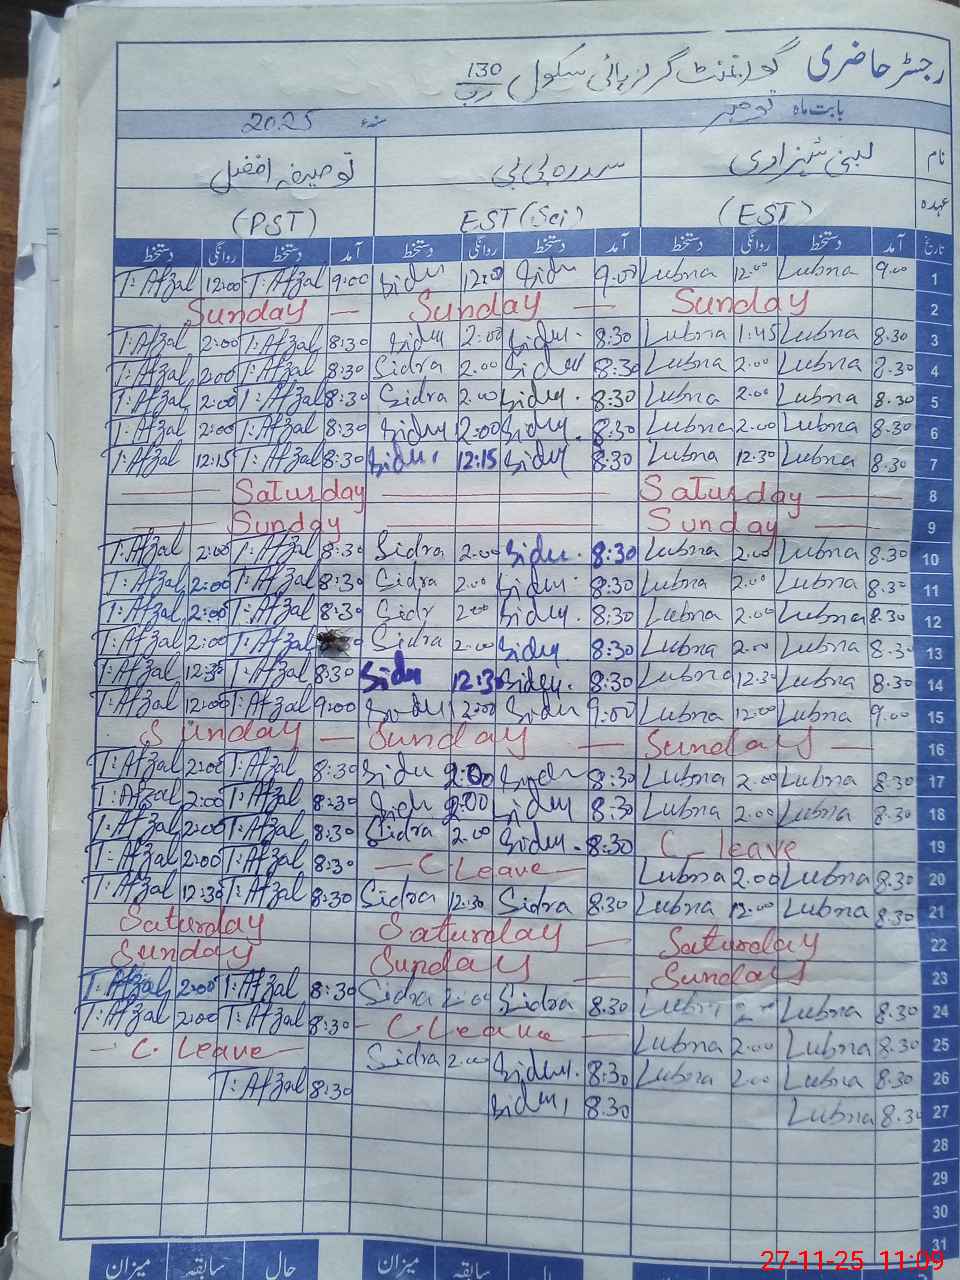 رجسٹر حاضری گورنمنٹ گرلز ہائی سکول 130 رب
بابت ماہ نومبر سنہء 2025
نام لبنیٰ شہزادی سدرہ بی بی توصیفہ افضل
عہدہ (EST) EST(Sci) (PST)
تاریخ آمد دستخط روانگی دستخط آمد دستخط روانگی دستخط آمد دستخط روانگی دستخط
T:Afzal 12:00 T:Afzal 9:00 Sidra 12:00 Sidra 9:00 Lubna 12:00 Lubna 9:00 1
Sunday — Sunday — Sunday 2
T:Afzal 2:00 T:Afzal 8:30 Sidra 2:00 Sidra 8:30 Lubna 1:45 Lubna 8.30 3
T:Afzal 2:00 T:Afzal 8:30 Sidra 2.00 Sidra 8:30 Lubna 2.00 Lubna 8.30 4
T:Afzal 2:00 T:Afzal 8:30 Sidra 2.00 Sidra 8:30 Lubna 2.00 Lubna 8.30 5
T:Afzal 2:00 T:Afzal 8:30 Sidra 2:00 Sidra 8:30 Lubna 2.00 Lubna 8.30 6
T:Afzal 12:15 T:Afzal 8:30 Sidra 12:15 Sidra 8:30 Lubna 12.30 Lubna 8.30 7
Saturday — Saturday — 8
Sunday — Sunday — 9
T:Afzal 2:00 T:Afzal 8:30 Sidra 2.00 Sidra 8:30 Lubna 2.00 Lubna 8.30 10
T:Afzal 2:00 T:Afzal 8:30 Sidra 2.00 Sidra 8:30 Lubna 2.00 Lubna 8.30 11
T:Afzal 2:00 T:Afzal 8:30 Sidr 2.00 Sidra 8:30 Lubna 2.00 Lubna 8.30 12
T:Afzal 2:00 T:Afzal Sidra 2.00 Sidra 8:30 Lubna 2.00 Lubna 8.30 13
T:Afzal 12:35 T:Afzal 8:30 Sidra 12:30 Sidra 8:30 Lubna 12.30 Lubna 8.30 14
T:Afzal 12:00 T:Afzal 9:00 Sidra 12:00 Sidra 9:00 Lubna 12:00 Lubna 9.00 15
Sunday — Sunday — Sunday — 16
T:Afzal 2:00 T:Afzal 8:30 Sidra 2:00 Sidra 8:30 Lubna 2.00 Lubna 8.30 17
T:Afzal 2:00 T:Afzal 8:30 Sidra 2:00 Sidra 8:30 Lubna 2.00 Lubna 8.30 18
T:Afzal 2:00 T:Afzal 8:30 Sidra 2.00 Sidra 8:30 C-leave 19
T:Afzal 2:00 T:Afzal 8:30 — C Leave — Lubna 2.00 Lubna 8.30 20
T:Afzal 12:30 T:Afzal 8:30 Sidra 12:30 Sidra 8.30 Lubna 12.00 Lubna 8.30 21
Saturday Saturday — Saturday 22
Sunday Sunday — Sunday 23
T:Afzal 2:00 T:Afzal 8:30 Sidra 2:00 Sidra 8.30 Lubna 2.00 Lubna 8.30 24
T:Afzal 2:00 T:Afzal 8:30 — C.Leave — Lubna 2.00 Lubna 8.30 25
— C. Leave — Sidra 2.00 Sidra 8:30 Lubna 2.00 Lubna 8.30 26
T:Afzal 8:30 Sidra 8.30 Lubna 8.30 27
28
29
30
31
حال سابقہ میزان حال سابقہ میزان
27-11-25 11:09